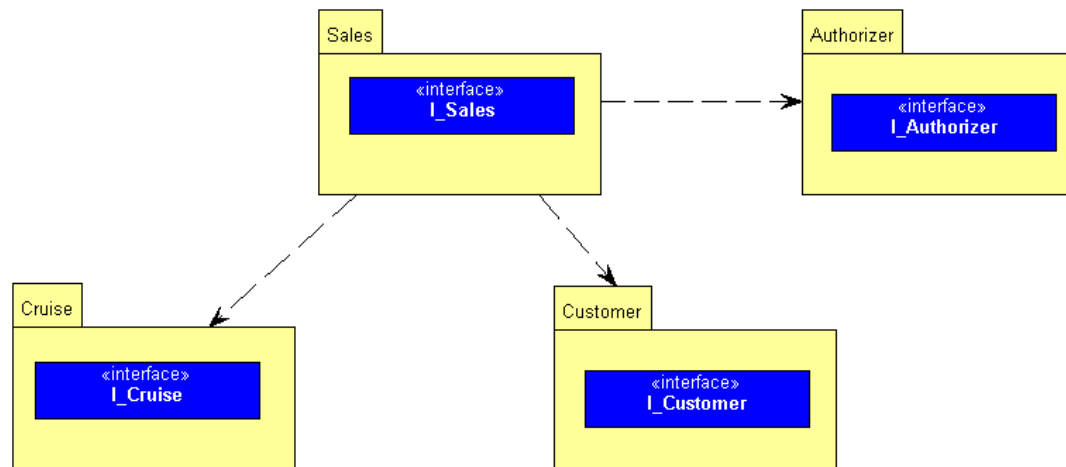 Sales
«interface»
I_Sales
Authorizer
«interface»
I_Authorizer
Cruise
«interface»
I_Cruise
Customer
«interface»
I_Customer